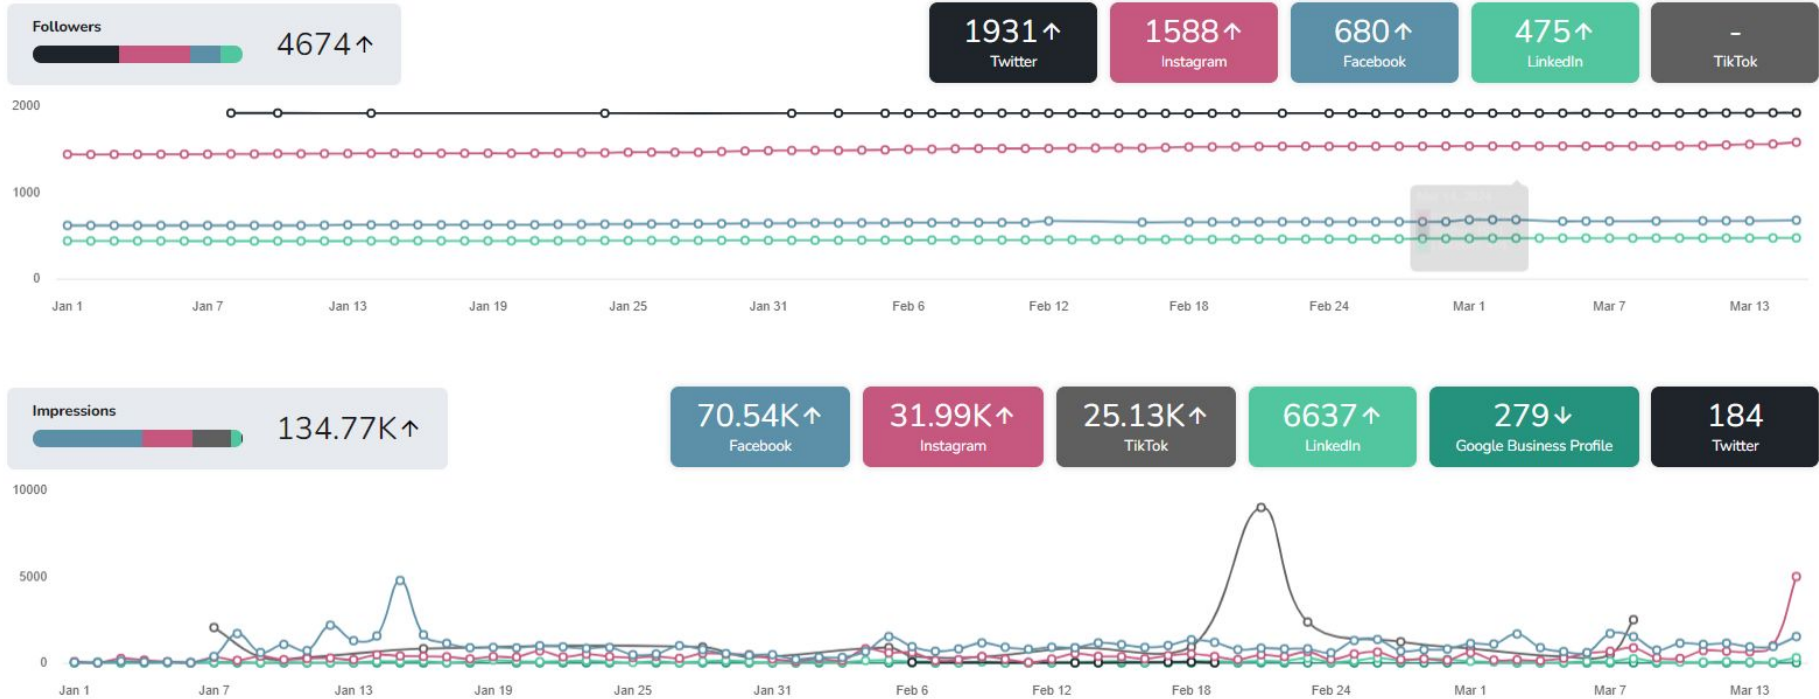 Followers
4674↑
1931↑
Twitter
1588↑
Instagram
680↑
Facebook
475↑
LinkedIn
-
TikTok
2000
1000
0
Jan 1 Jan 7 Jan 13 Jan 19 Jan 25 Jan 31 Feb 6 Feb 12 Feb 18 Feb 24 Mar 1 Mar 7 Mar 13
Impressions
134.77K↑
70.54K↑
Facebook
31.99K↑
Instagram
25.13K↑
TikTok
6637↑
LinkedIn
279↓
Google Business Profile
184
Twitter
10000
5000
0
Jan 1 Jan 7 Jan 13 Jan 19 Jan 25 Jan 31 Feb 6 Feb 12 Feb 18 Feb 24 Mar 1 Mar 7 Mar 13